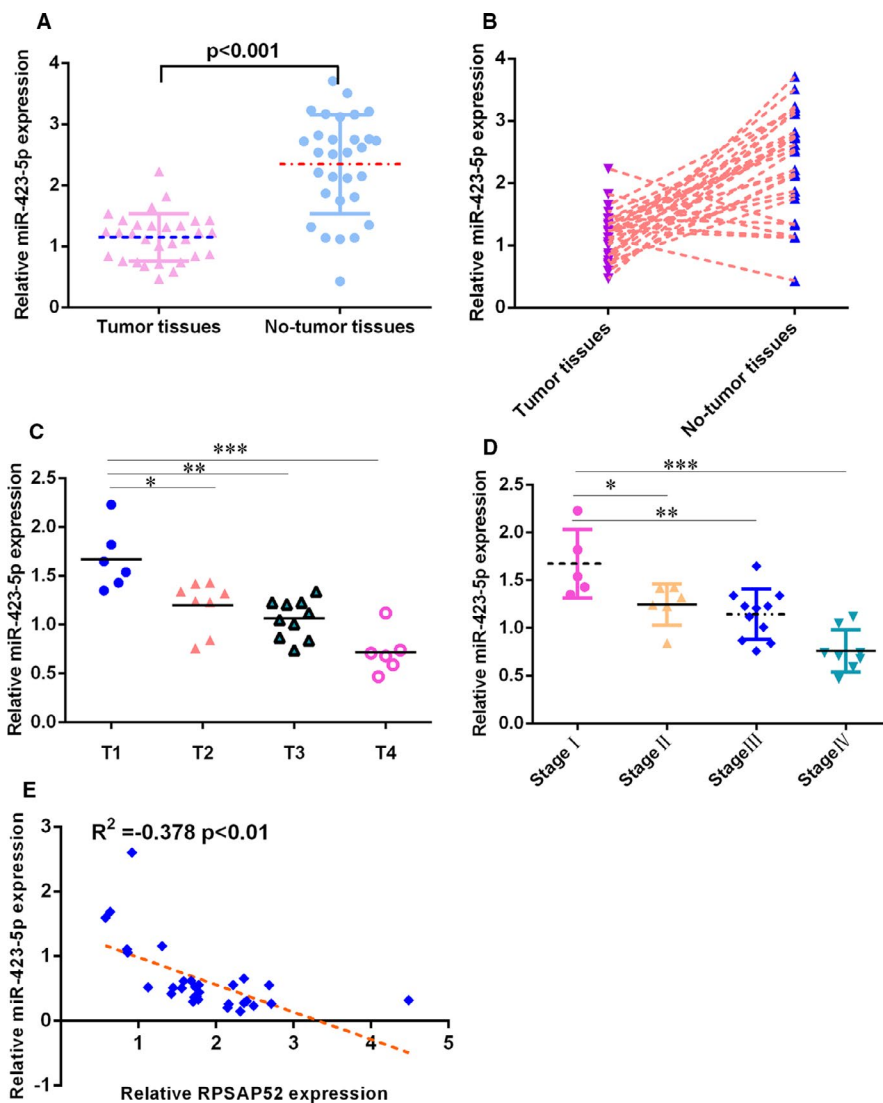 A
p<0.001
Relative miR-423-5p expression
4
3
2
1
0
Tumor tissues
No-tumor tissues
B
Relative miR-423-5p expression
4
3
2
1
0
Tumor tissues
No-tumor tissues
C
***
**
*
Relative miR-423-5p expression
2.5
2.0
1.5
1.0
0.5
0.0
T1
T2
T3
T4
D
***
*
**
Relative miR-423-5p expression
2.5
2.0
1.5
1.0
0.5
0.0
Stage I
Stage II
Stage III
Stage IV
E
R² =-0.378 p<0.01
Relative miR-423-5p expression
3
2
1
0
-1
1
2
3
4
5
Relative RPSAP52 expression